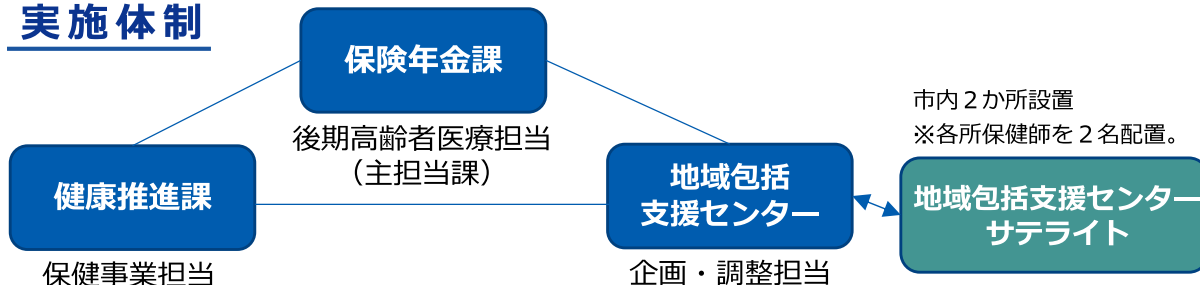 実施体制
保険年金課
後期高齢者医療担当
（主担当課）
健康推進課
保健事業担当
地域包括
支援センター
企画・調整担当
市内２か所設置
※各所保健師を２名配置。
地域包括支援センター
サテライト